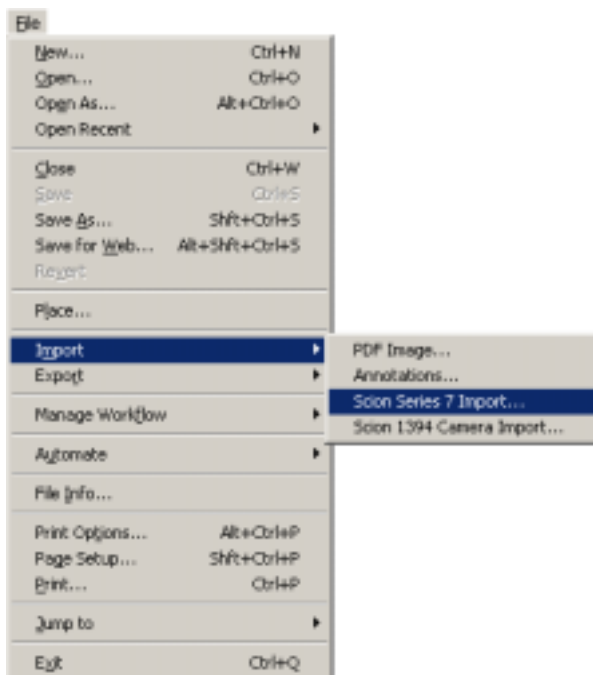 File
New... Ctrl+N
Open... Ctrl+O
Open As... Alt+Ctrl+O
Open Recent
Close Ctrl+W
Save Ctrl+S
Save As... Shft+Ctrl+S
Save for Web... Alt+Shft+Ctrl+S
Revert
Place...
Import
Export
Manage Workflow
Automate
File Info...
Print Options... Alt+Ctrl+P
Page Setup... Shft+Ctrl+P
Print... Ctrl+P
Jump to
Exit Ctrl+Q
PDF Image...
Annotations...
Scion Series 7 Import...
Scion 1394 Camera Import...